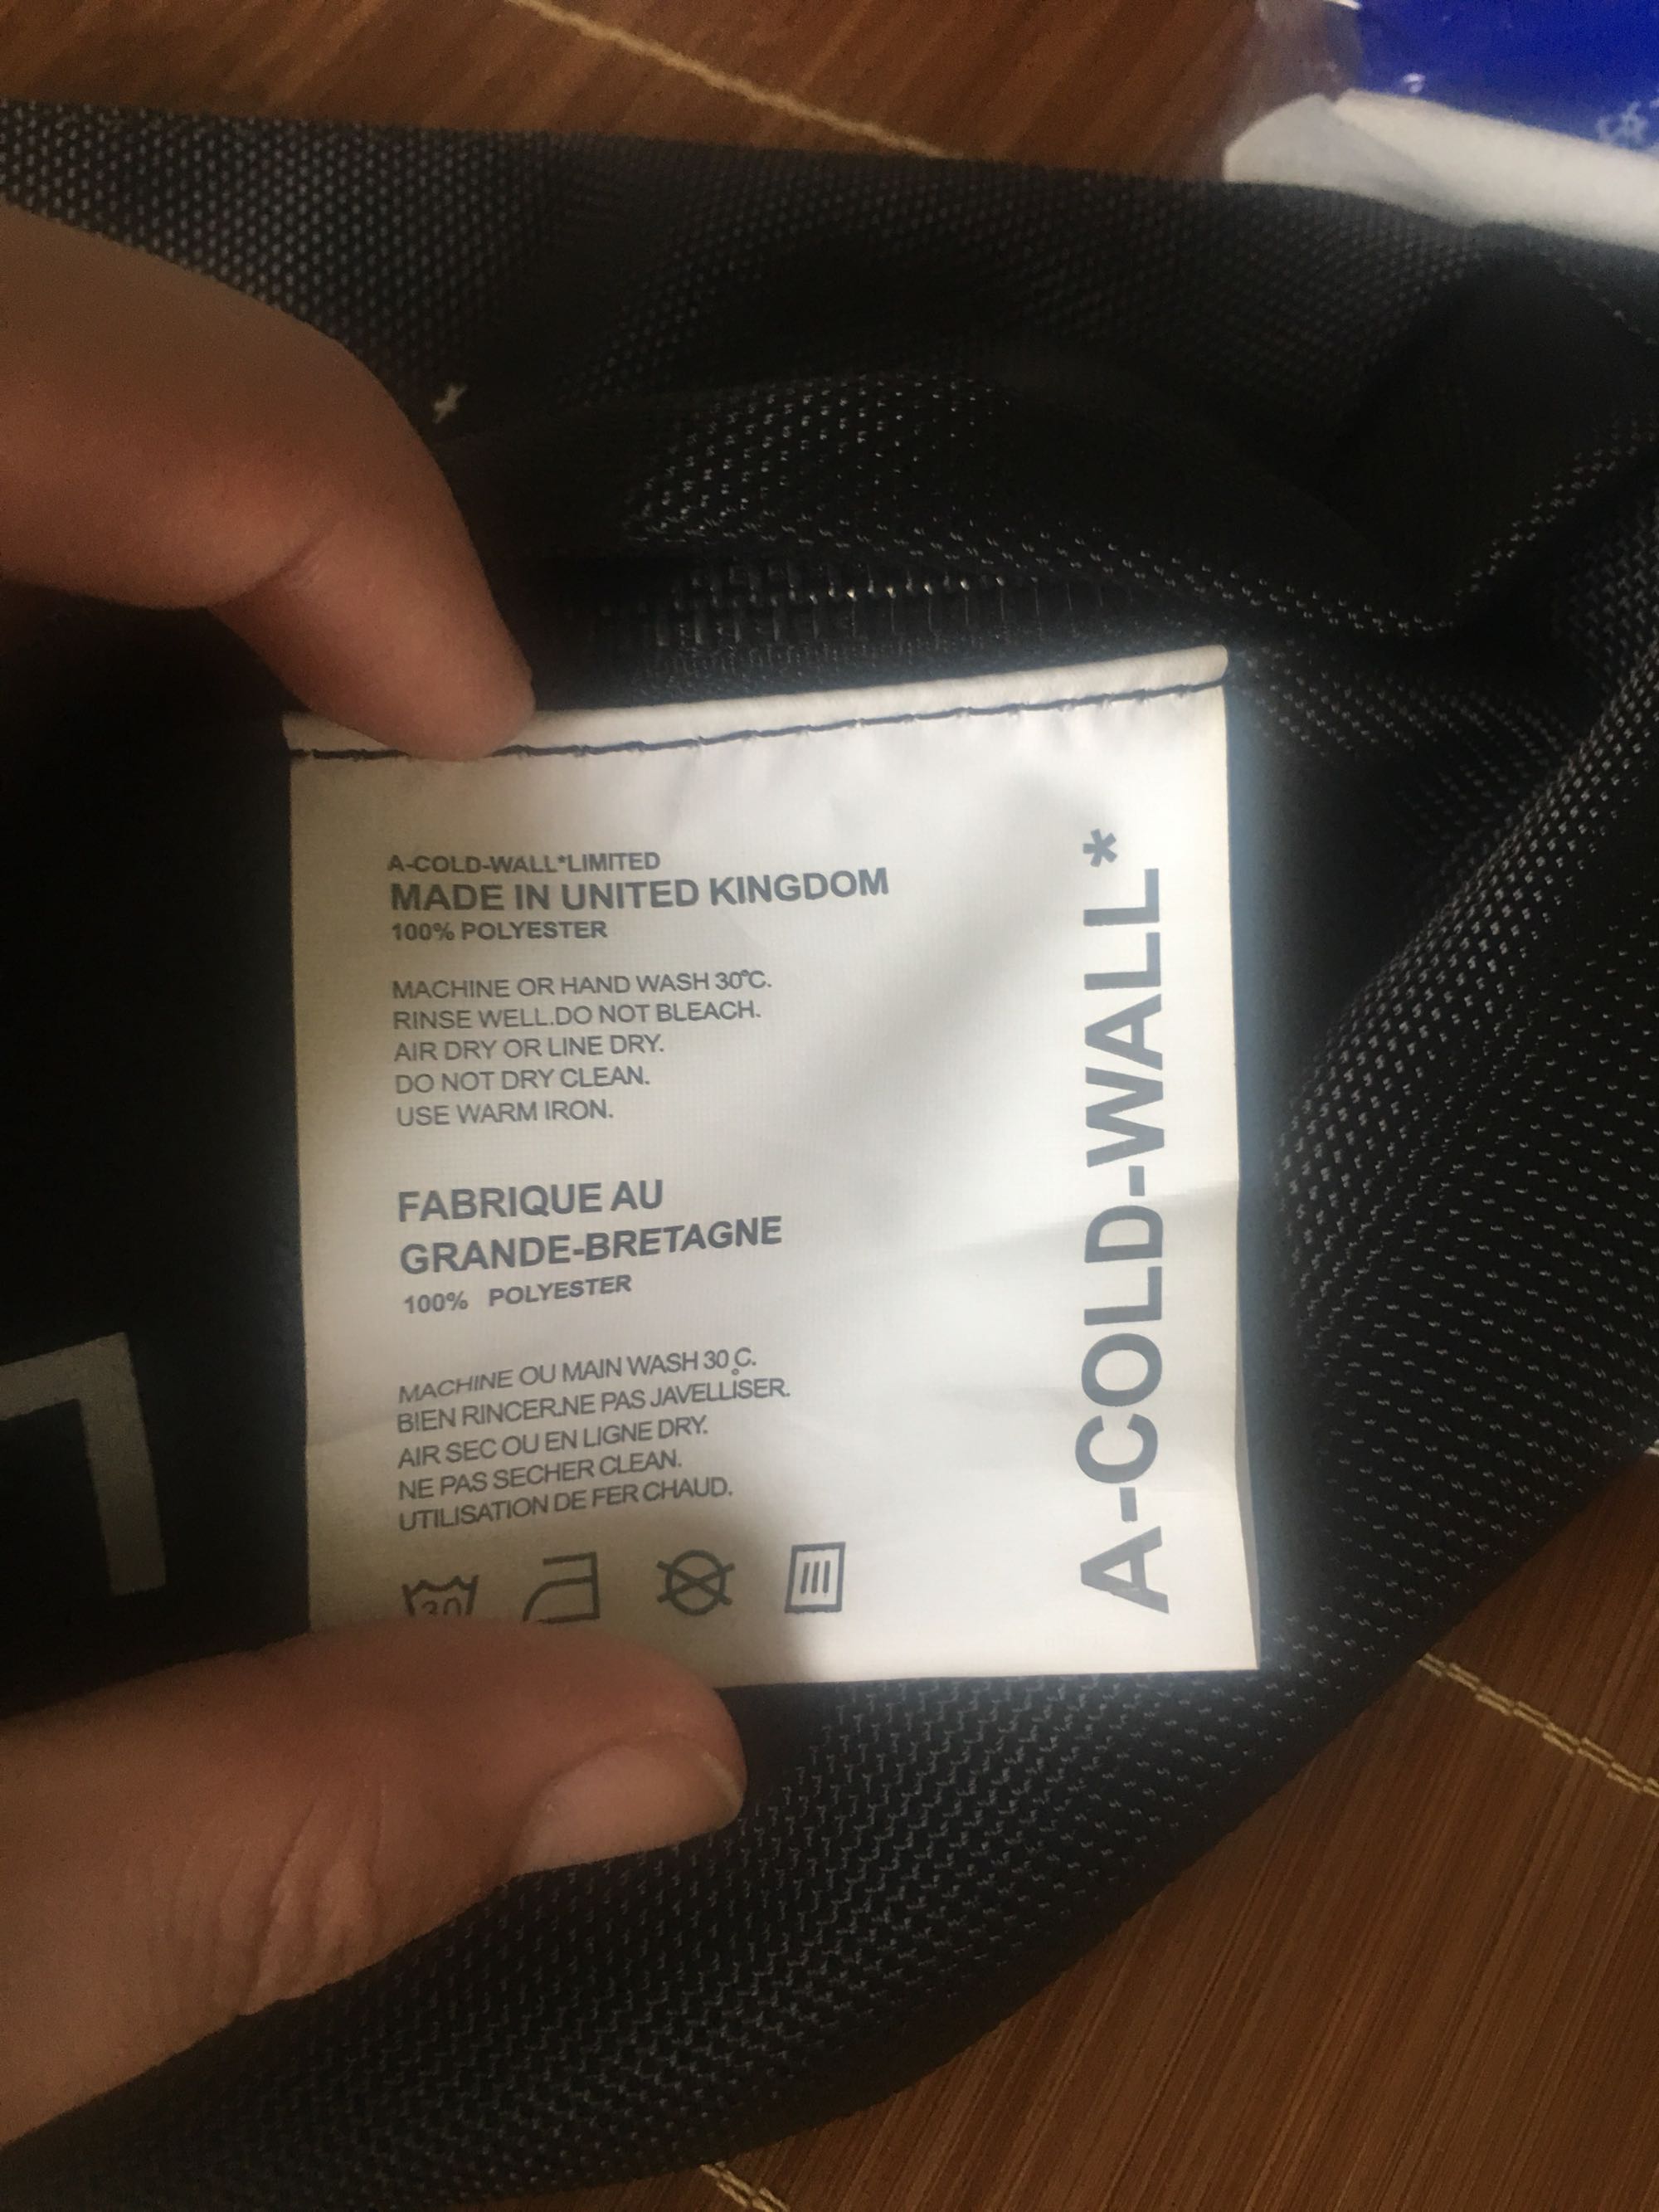 A-COLD-WALL*LIMITED
MADE IN UNITED KINGDOM
100% POLYESTER
MACHINE OR HAND WASH 30°C.
RINSE WELL.DO NOT BLEACH.
AIR DRY OR LINE DRY.
DO NOT DRY CLEAN.
USE WARM IRON.
FABRIQUE AU
GRANDE-BRETAGNE
100% POLYESTER
MACHINE OU MAIN WASH 30°C.
BIEN RINCER.NE PAS JAVELLISER.
AIR SEC OU EN LIGNE DRY.
NE PAS SECHER CLEAN.
UTILISATION DE FER CHAUD.
30
A-COLD-WALL*